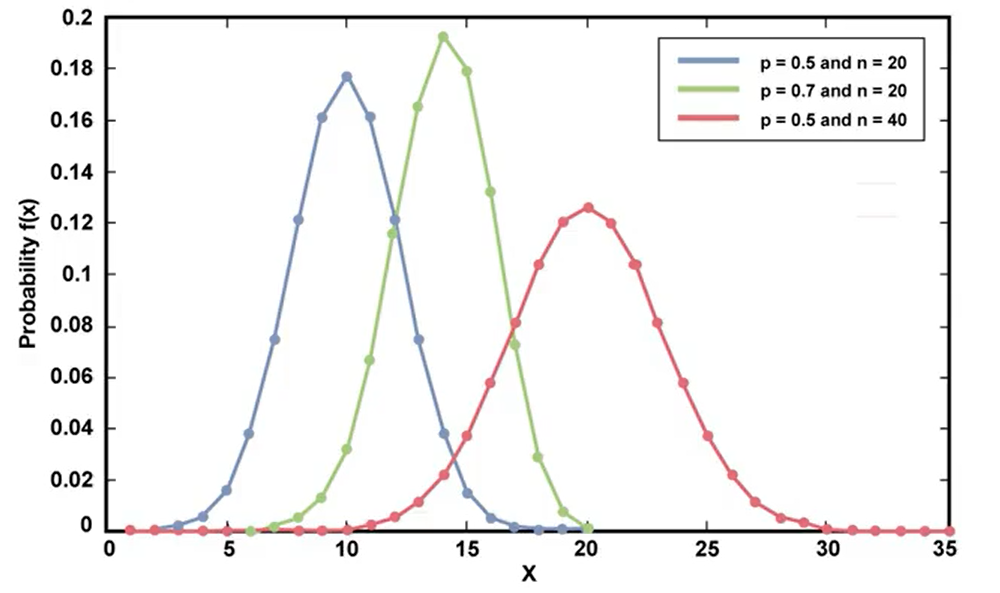 0.2
0.18
0.16
0.14
0.12
0.1
0.08
0.06
0.04
0.02
0
Probability f(x)
p = 0.5 and n = 20
p = 0.7 and n = 20
p = 0.5 and n = 40
0 5 10 15 20 25 30 35
X